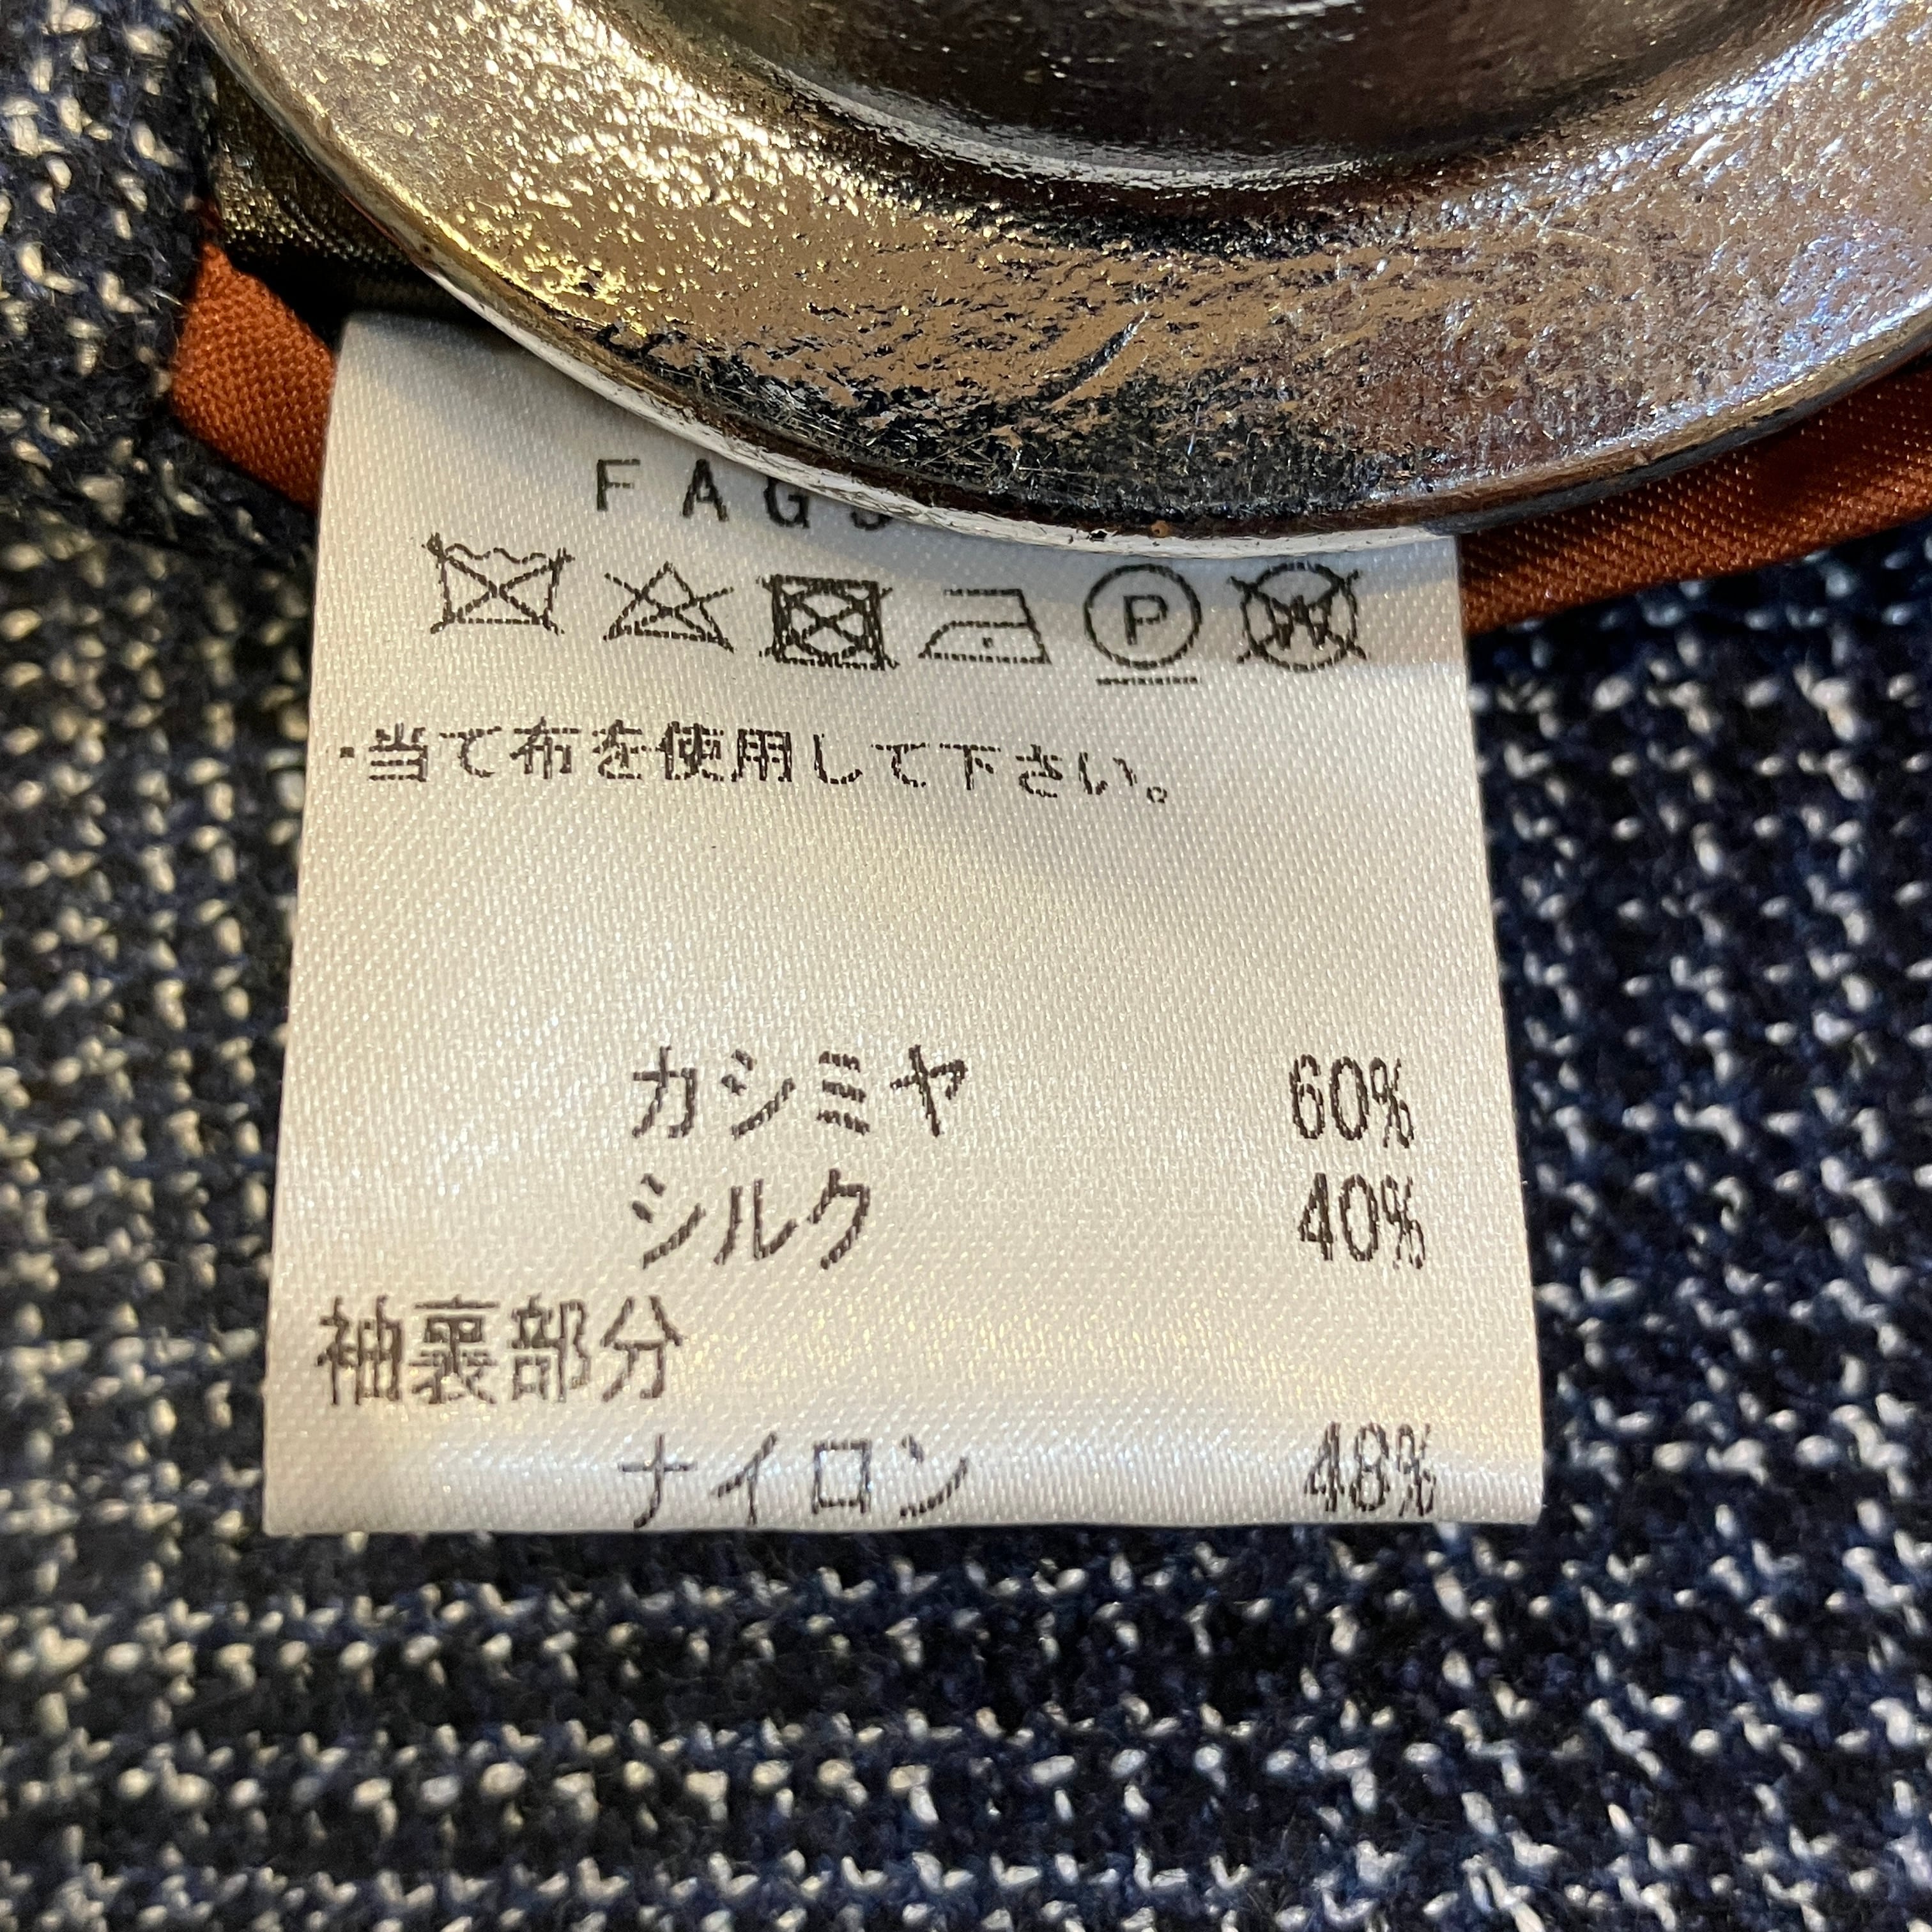 FAG
P W
・当て布を使用して下さい。
カシミヤ 60%
シルク 40%
袖裏部分
ナイロン 48%